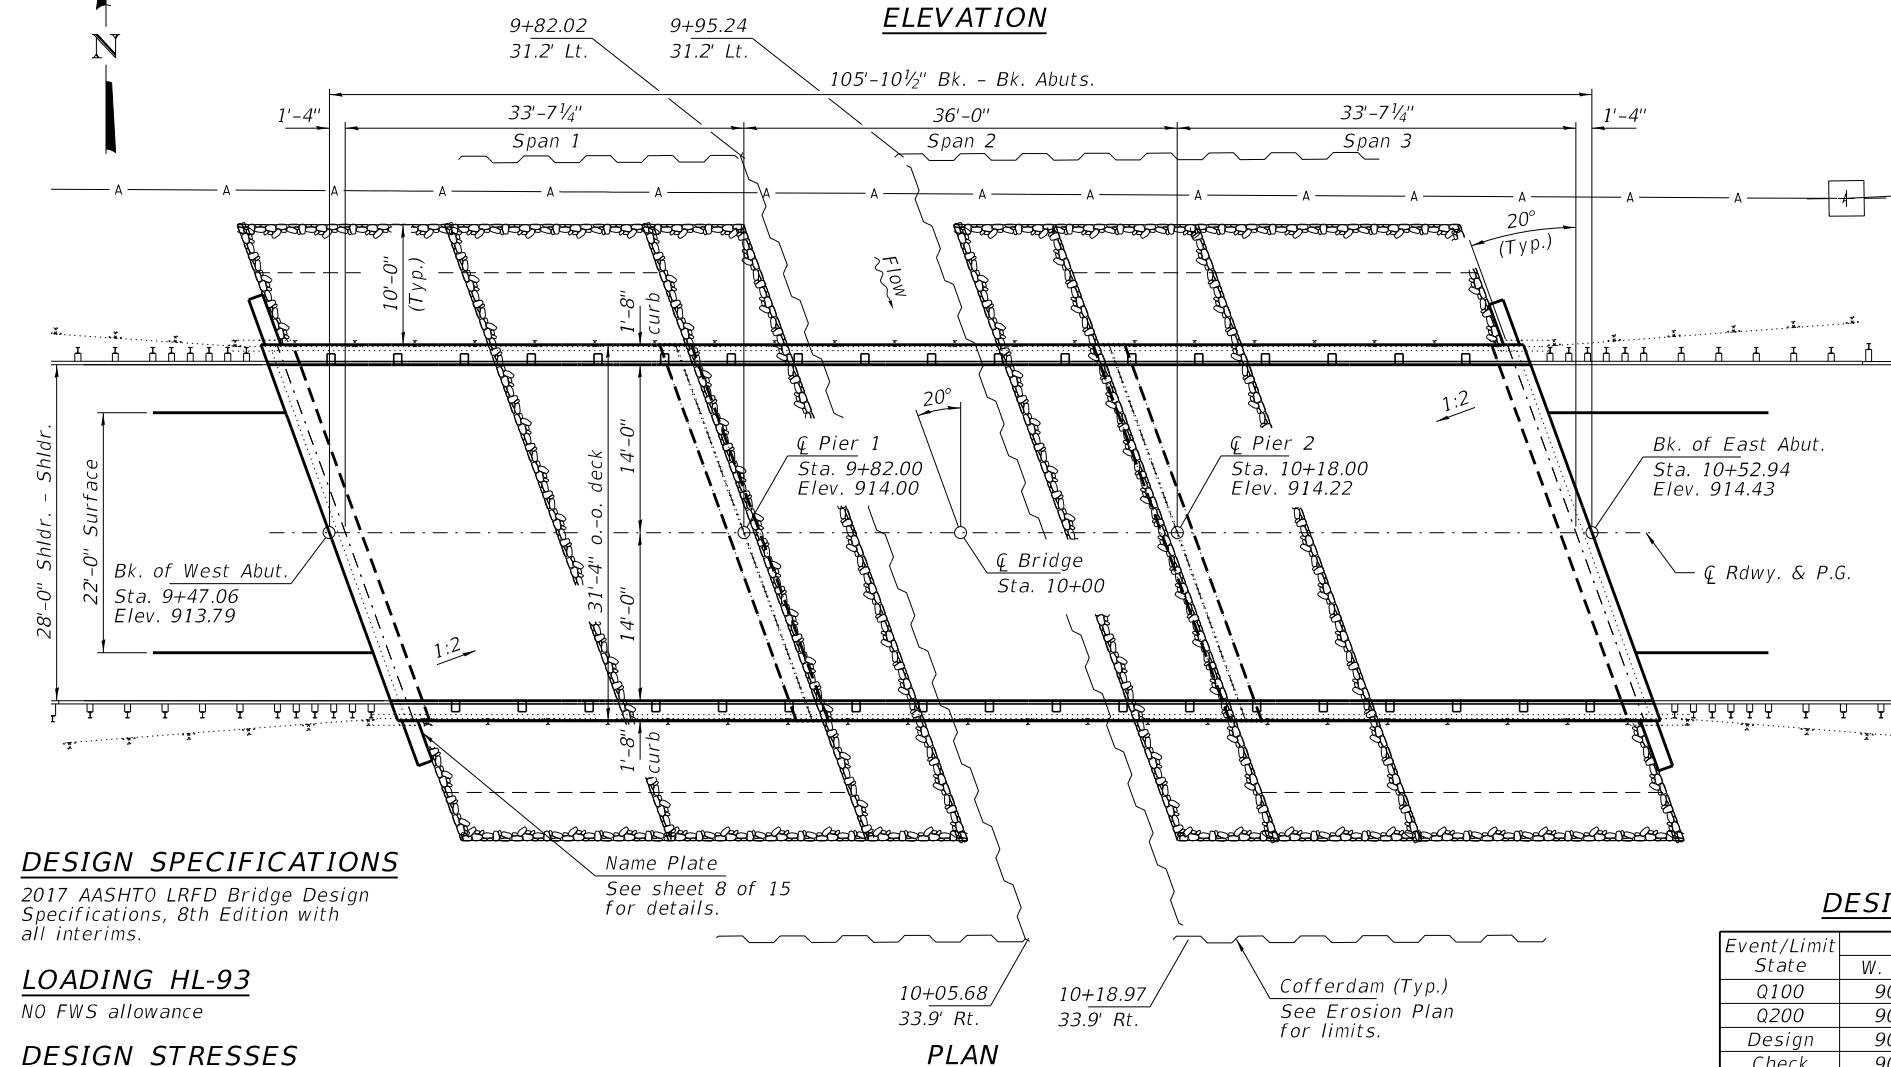 ELEVATION
N
9+82.02
31.2' Lt.
9+95.24
31.2' Lt.
105'-10½" Bk. - Bk. Abuts.
1'-4"
33'-7¼"
36'-0"
33'-7¼"
1'-4"
Span 1
Span 2
Span 3
A A A A A A A A A A A A A A A A A
20°
(Typ.)
10'-0"
(Typ.)
1'-8"
curb
Flow
20°
1:2
28'-0" Shldr. - Shldr.
22'-0" Surface
31'-4" o.-o. deck
14'-0"
14'-0"
℄ Pier 1
Sta. 9+82.00
Elev. 914.00
℄ Pier 2
Sta. 10+18.00
Elev. 914.22
Bk. of East Abut.
Sta. 10+52.94
Elev. 914.43
Bk. of West Abut.
Sta. 9+47.06
Elev. 913.79
℄ Bridge
Sta. 10+00
℄ Rdwy. & P.G.
1:2
1'-8"
curb
DESIGN SPECIFICATIONS
2017 AASHTO LRFD Bridge Design
Specifications, 8th Edition with
all interims.
Name Plate
See sheet 8 of 15
for details.
LOADING HL-93
NO FWS allowance
10+05.68
33.9' Rt.
10+18.97
33.9' Rt.
Cofferdam (Typ.)
See Erosion Plan
for limits.
DESIGN STRESSES
PLAN
DESI
Event/Limit
State
W.
Q100 90
Q200 90
Design 90
Check 90